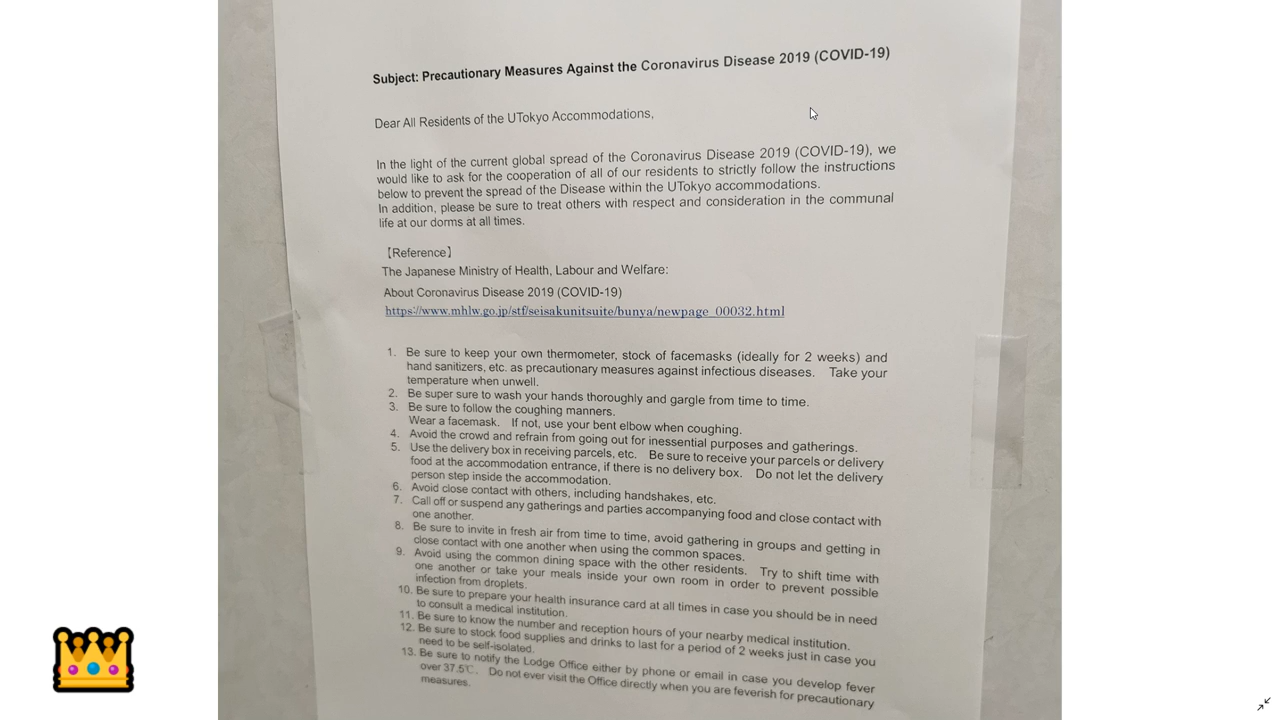 Subject: Precautionary Measures Against the Coronavirus Disease 2019 (COVID-19)
Dear All Residents of the UTokyo Accommodations,
In the light of the current global spread of the Coronavirus Disease 2019 (COVID-19), we
would like to ask for the cooperation of all of our residents to strictly follow the instructions
below to prevent the spread of the Disease within the UTokyo accommodations.
In addition, please be sure to treat others with respect and consideration in the communal
life at our dorms at all times.
【Reference】
The Japanese Ministry of Health, Labour and Welfare:
About Coronavirus Disease 2019 (COVID-19)
https://www.mhlw.go.jp/stf/seisakunitsuite/bunya/newpage_00032.html
1. Be sure to keep your own thermometer, stock of facemasks (ideally for 2 weeks) and
hand sanitizers, etc. as precautionary measures against infectious diseases. Take your
temperature when unwell.
2. Be super sure to wash your hands thoroughly and gargle from time to time.
3. Be sure to follow the coughing manners.
Wear a facemask. If not, use your bent elbow when coughing.
4. Avoid the crowd and refrain from going out for inessential purposes and gatherings.
5. Use the delivery box in receiving parcels, etc. Be sure to receive your parcels or delivery
food at the accommodation entrance, if there is no delivery box. Do not let the delivery
person step inside the accommodation.
6. Avoid close contact with others, including handshakes, etc.
7. Call off or suspend any gatherings and parties accompanying food and close contact with
one another.
8. Be sure to invite in fresh air from time to time, avoid gathering in groups and getting in
close contact with one another when using the common spaces.
9. Avoid using the common dining space with the other residents. Try to shift time with
one another or take your meals inside your own room in order to prevent possible
infection from droplets.
10. Be sure to prepare your health insurance card at all times in case you should be in need
to consult a medical institution.
11. Be sure to know the number and reception hours of your nearby medical institution.
12. Be sure to stock food supplies and drinks to last for a period of 2 weeks just in case you
need to be self-isolated.
13. Be sure to notify the Lodge Office either by phone or email in case you develop fever
over 37.5℃. Do not ever visit the Office directly when you are feverish for precautionary
measures.